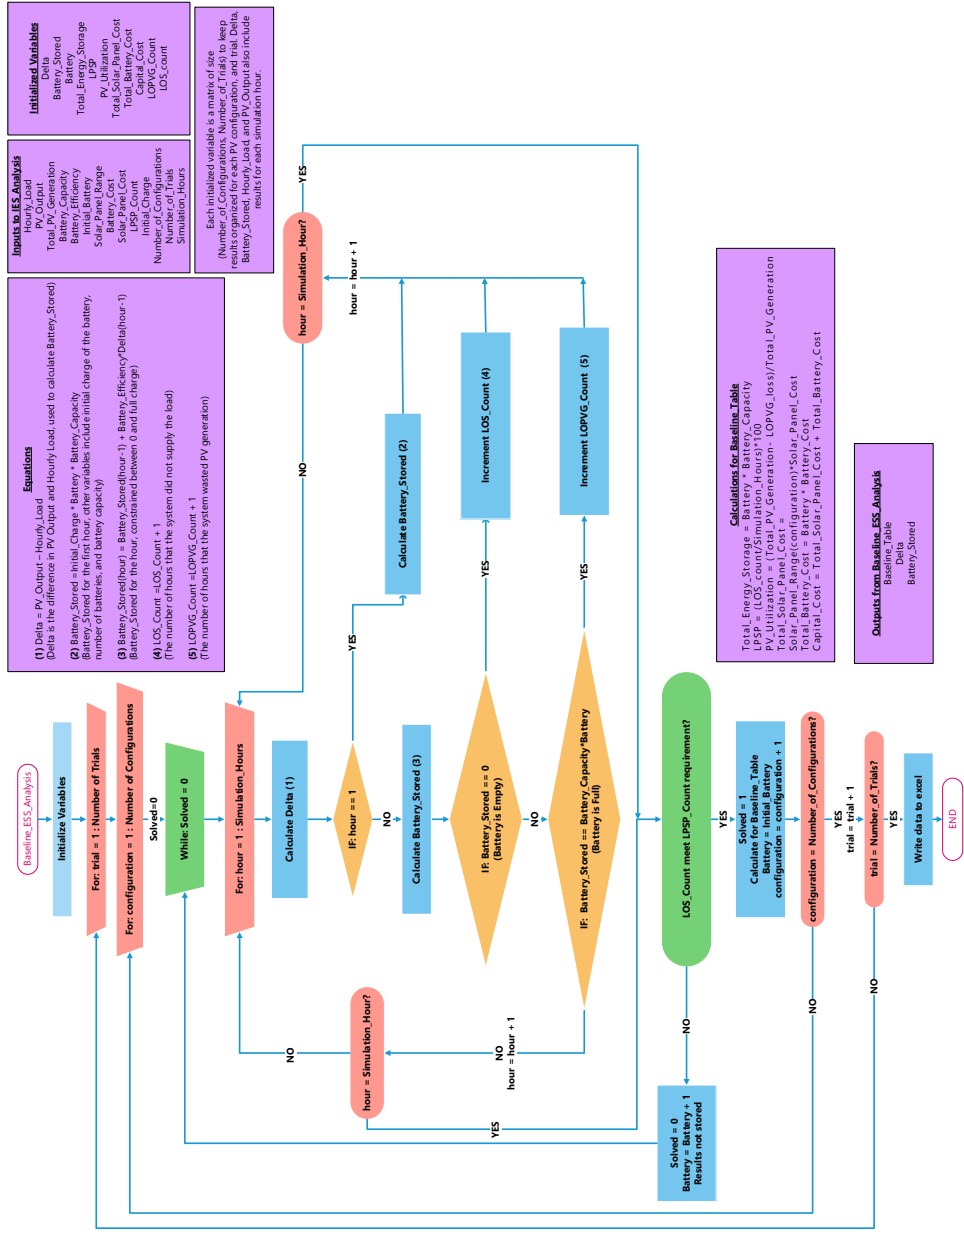 Baseline_ESS_Analysis
Initialize Variables
For: trial = 1 : Number of Trials
For: configuration = 1 : Number of Configurations
Solved=0
While: Solved = 0
For: hour = 1 : Simulation_Hours
Calculate Delta (1)
IF: hour == 1
YES
NO
Calculate Battery_Stored (2)
Calculate Battery_Stored (3)
IF: Battery_Stored == 0
(Battery is Empty)
YES
NO
Increment LOS_Count (4)
IF: Battery_Stored == Battery_Capacity*Battery
(Battery is Full)
YES
Increment LOPVG_Count (5)
NO
hour = hour + 1
hour = Simulation_Hour?
NO
YES
hour = hour + 1
hour = Simulation_Hour?
NO
YES
LOS_Count meet LPSP_Count requirement?
NO
Solved = 0
Battery = Battery + 1
Results not stored
YES
Solved = 1
Calculate for Baseline_Table
Battery = Initial_Battery
configuration = configuration + 1
configuration = Number_of_Configurations?
NO
YES
trial = trial + 1
trial = Number_of_Trials?
NO
YES
Write data to excel
END
Equations
(1) Delta = PV_Output - Hourly_Load
(Delta is the difference in PV Output and Hourly Load, used to calculate Battery_Stored)
(2) Battery_Stored =Initial_Charge * Battery * Battery_Capacity
(Battery_Stored for the first hour, other variables include initial charge of the battery,
number of batteries, and battery capacity)
(3) Battery_Stored(hour) = Battery_Stored(hour-1) + Battery_Efficiency*Delta(hour-1)
(Battery_Stored for the hour, constrained between 0 and full charge)
(4) LOS_Count =LOS_Count + 1
(The number of hours that the system did not supply the load)
(5) LOPVG_Count =LOPVG_Count + 1
(The number of hours that the system wasted PV generation)
Inputs to IES_Analysis
Hourly_Load
PV_Output
Total_PV_Generation
Battery_Capacity
Battery_Efficiency
Initial_Battery
Solar_Panel_Range
Battery_Cost
Solar_Panel_Cost
LPSP_Count
Initial_Charge
Number_of_Configurations
Number_of_Trials
Simulation_Hours
Initialized Variables
Delta
Battery_Stored
Battery
Total_Energy_Storage
LPSP
PV_Utilization
Total_Solar_Panel_Cost
Total_Battery_Cost
Capital_Cost
LOPVG_Count
LOS_count
Each initialized variable is a matrix of size
(Number_of_Configurations, Number_of_Trials) to keep
results organized for each PV configuration, and trial. Delta,
Battery_Stored, Hourly_Load, and PV_Output also include
results for each simulation hour.
Calculations for Baseline_Table
Total_Energy_Storage = Battery * Battery_Capacity
LPSP = (LOS_count/Simulation_Hours)*100
PV_Utilization = (Total_PV_Generation- LOPVG_loss)/Total_PV_Generation
Total_Solar_Panel_Cost =
Solar_Panel_Range(configuration)*Solar_Panel_Cost
Total_Battery_Cost = Battery * Battery_Cost
Capital_Cost = Total_Solar_Panel_Cost + Total_Battery_Cost
Outputs from Baseline_ESS_Analysis
Baseline_Table
Delta
Battery_Stored